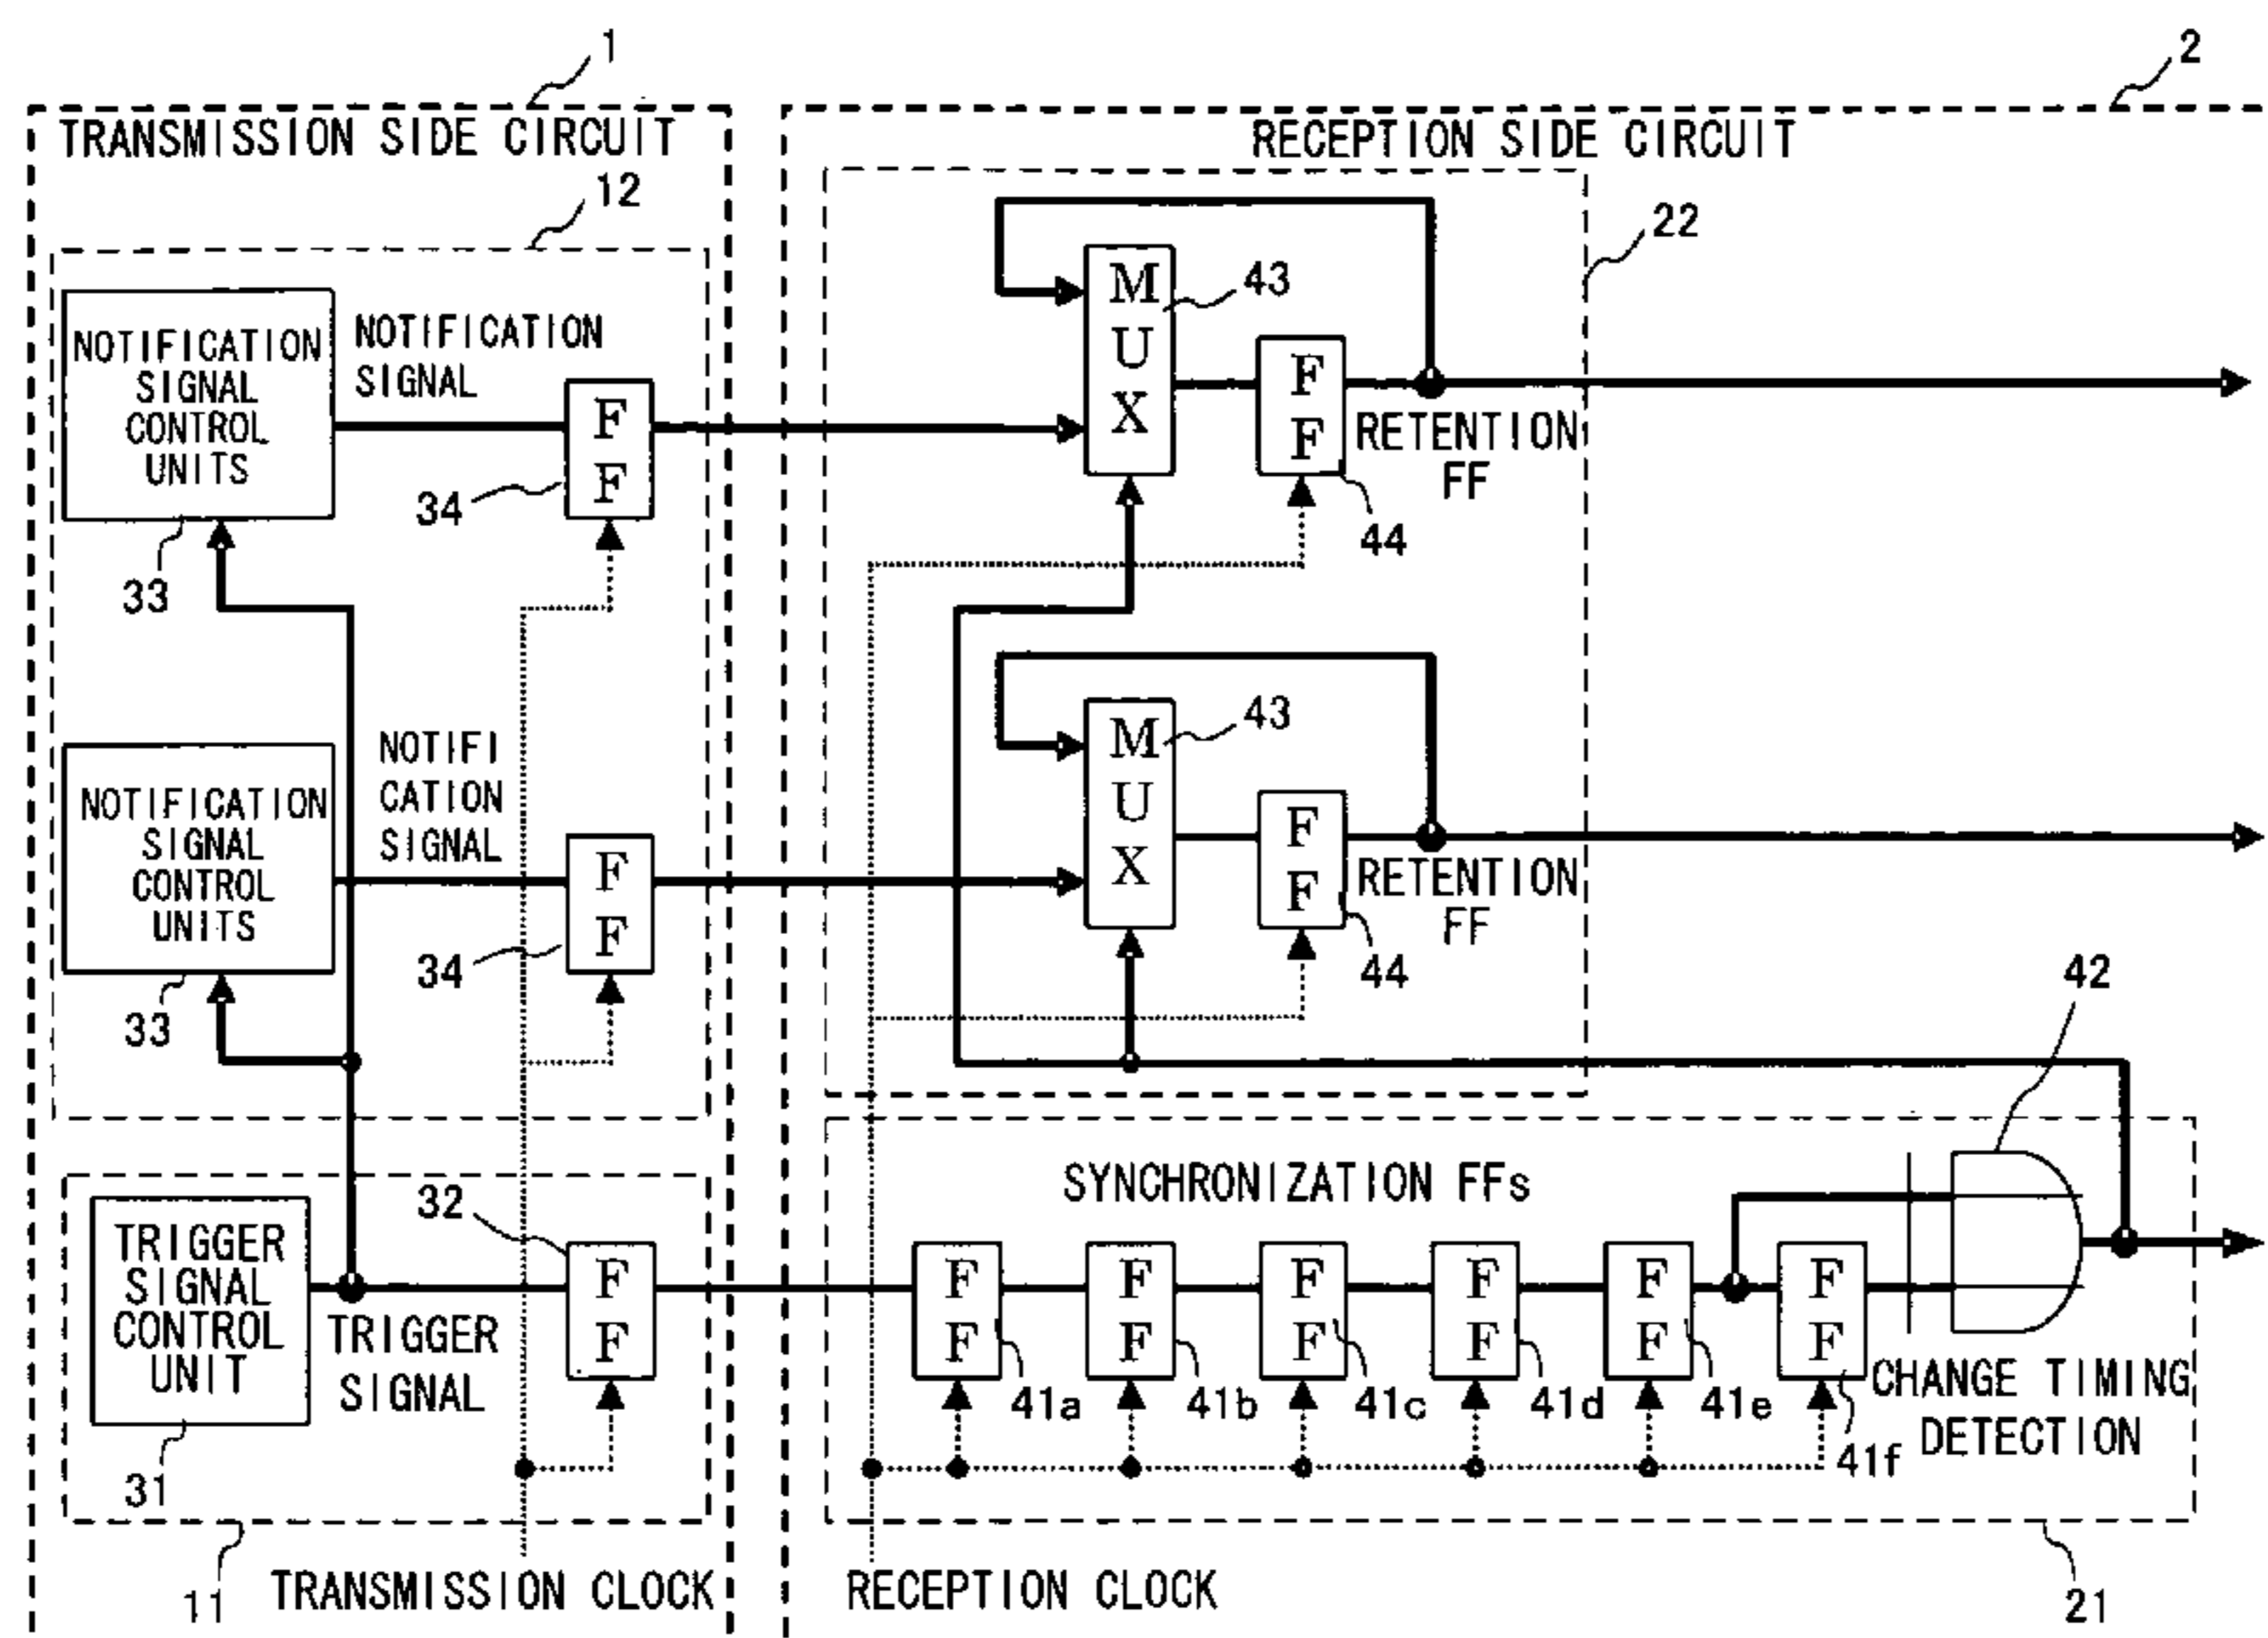 1
2
TRANSMISSION SIDE CIRCUIT
RECEPTION SIDE CIRCUIT
12
22
NOTIFICATION
SIGNAL
CONTROL
UNITS
33
NOTIFICATION
SIGNAL
FF
34
MUX
43
FF
RETENTION
FF
44
NOTIFICATION
SIGNAL
CONTROL
UNITS
33
NOTIFI
CATION
SIGNAL
FF
34
MUX
43
FF
RETENTION
FF
44
42
TRIGGER
SIGNAL
CONTROL
UNIT
31
TRIGGER
SIGNAL
32
FF
SYNCHRONIZATION FFs
FF
41a
FF
41b
FF
41c
FF
41d
FF
41e
FF
41f
CHANGE TIMING
DETECTION
11
TRANSMISSION CLOCK
RECEPTION CLOCK
21